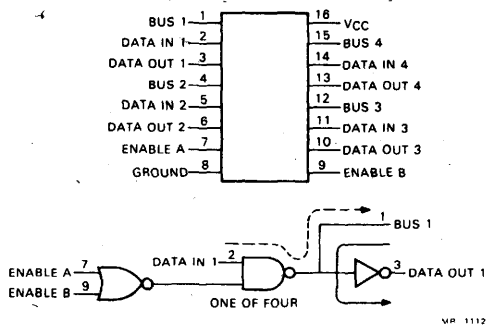 BUS 1 1
DATA IN 1 2
DATA OUT 1 3
BUS 2 4
DATA IN 2 5
DATA OUT 2 6
ENABLE A 7
GROUND 8
16 VCC
15 BUS 4
14 DATA IN 4
13 DATA OUT 4
12 BUS 3
11 DATA IN 3
10 DATA OUT 3
9 ENABLE B
1 BUS 1
DATA IN 1 2
3 DATA OUT 1
ENABLE A 7
ENABLE B 9
ONE OF FOUR
MR 1112